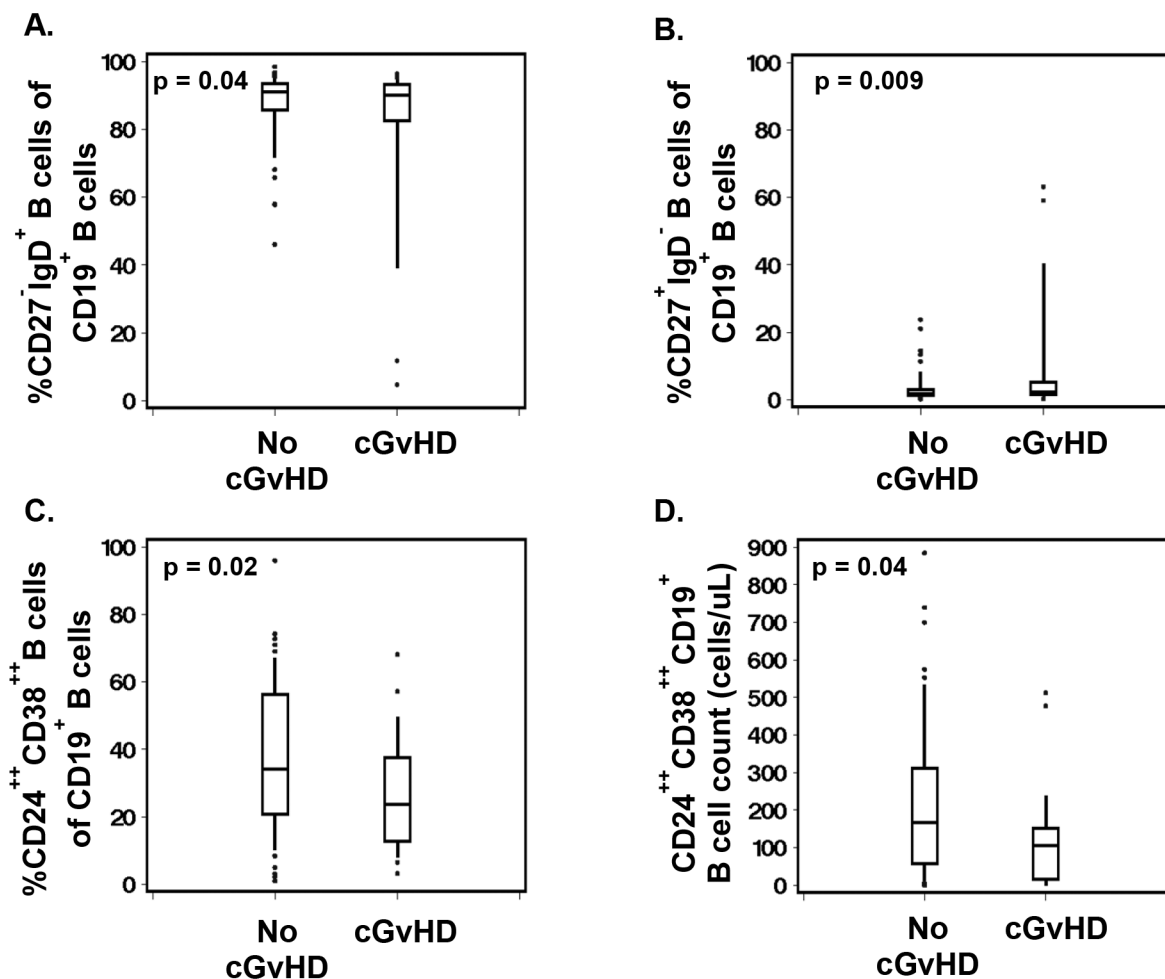 A.
%CD27⁻IgD⁺ B cells of
CD19⁺ B cells
100
80
60
40
20
0
p = 0.04
No
cGvHD
cGvHD
B.
%CD27⁺IgD⁻ B cells of
CD19⁺ B cells
100
80
60
40
20
0
p = 0.009
No
cGvHD
cGvHD
C.
%CD24⁺⁺CD38⁺⁺ B cells
of CD19⁺ B cells
100
80
60
40
20
0
p = 0.02
No
cGvHD
cGvHD
D.
CD24⁺⁺CD38⁺⁺CD19⁺
B cell count (cells/uL)
900
800
700
600
500
400
300
200
100
0
p = 0.04
No
cGvHD
cGvHD